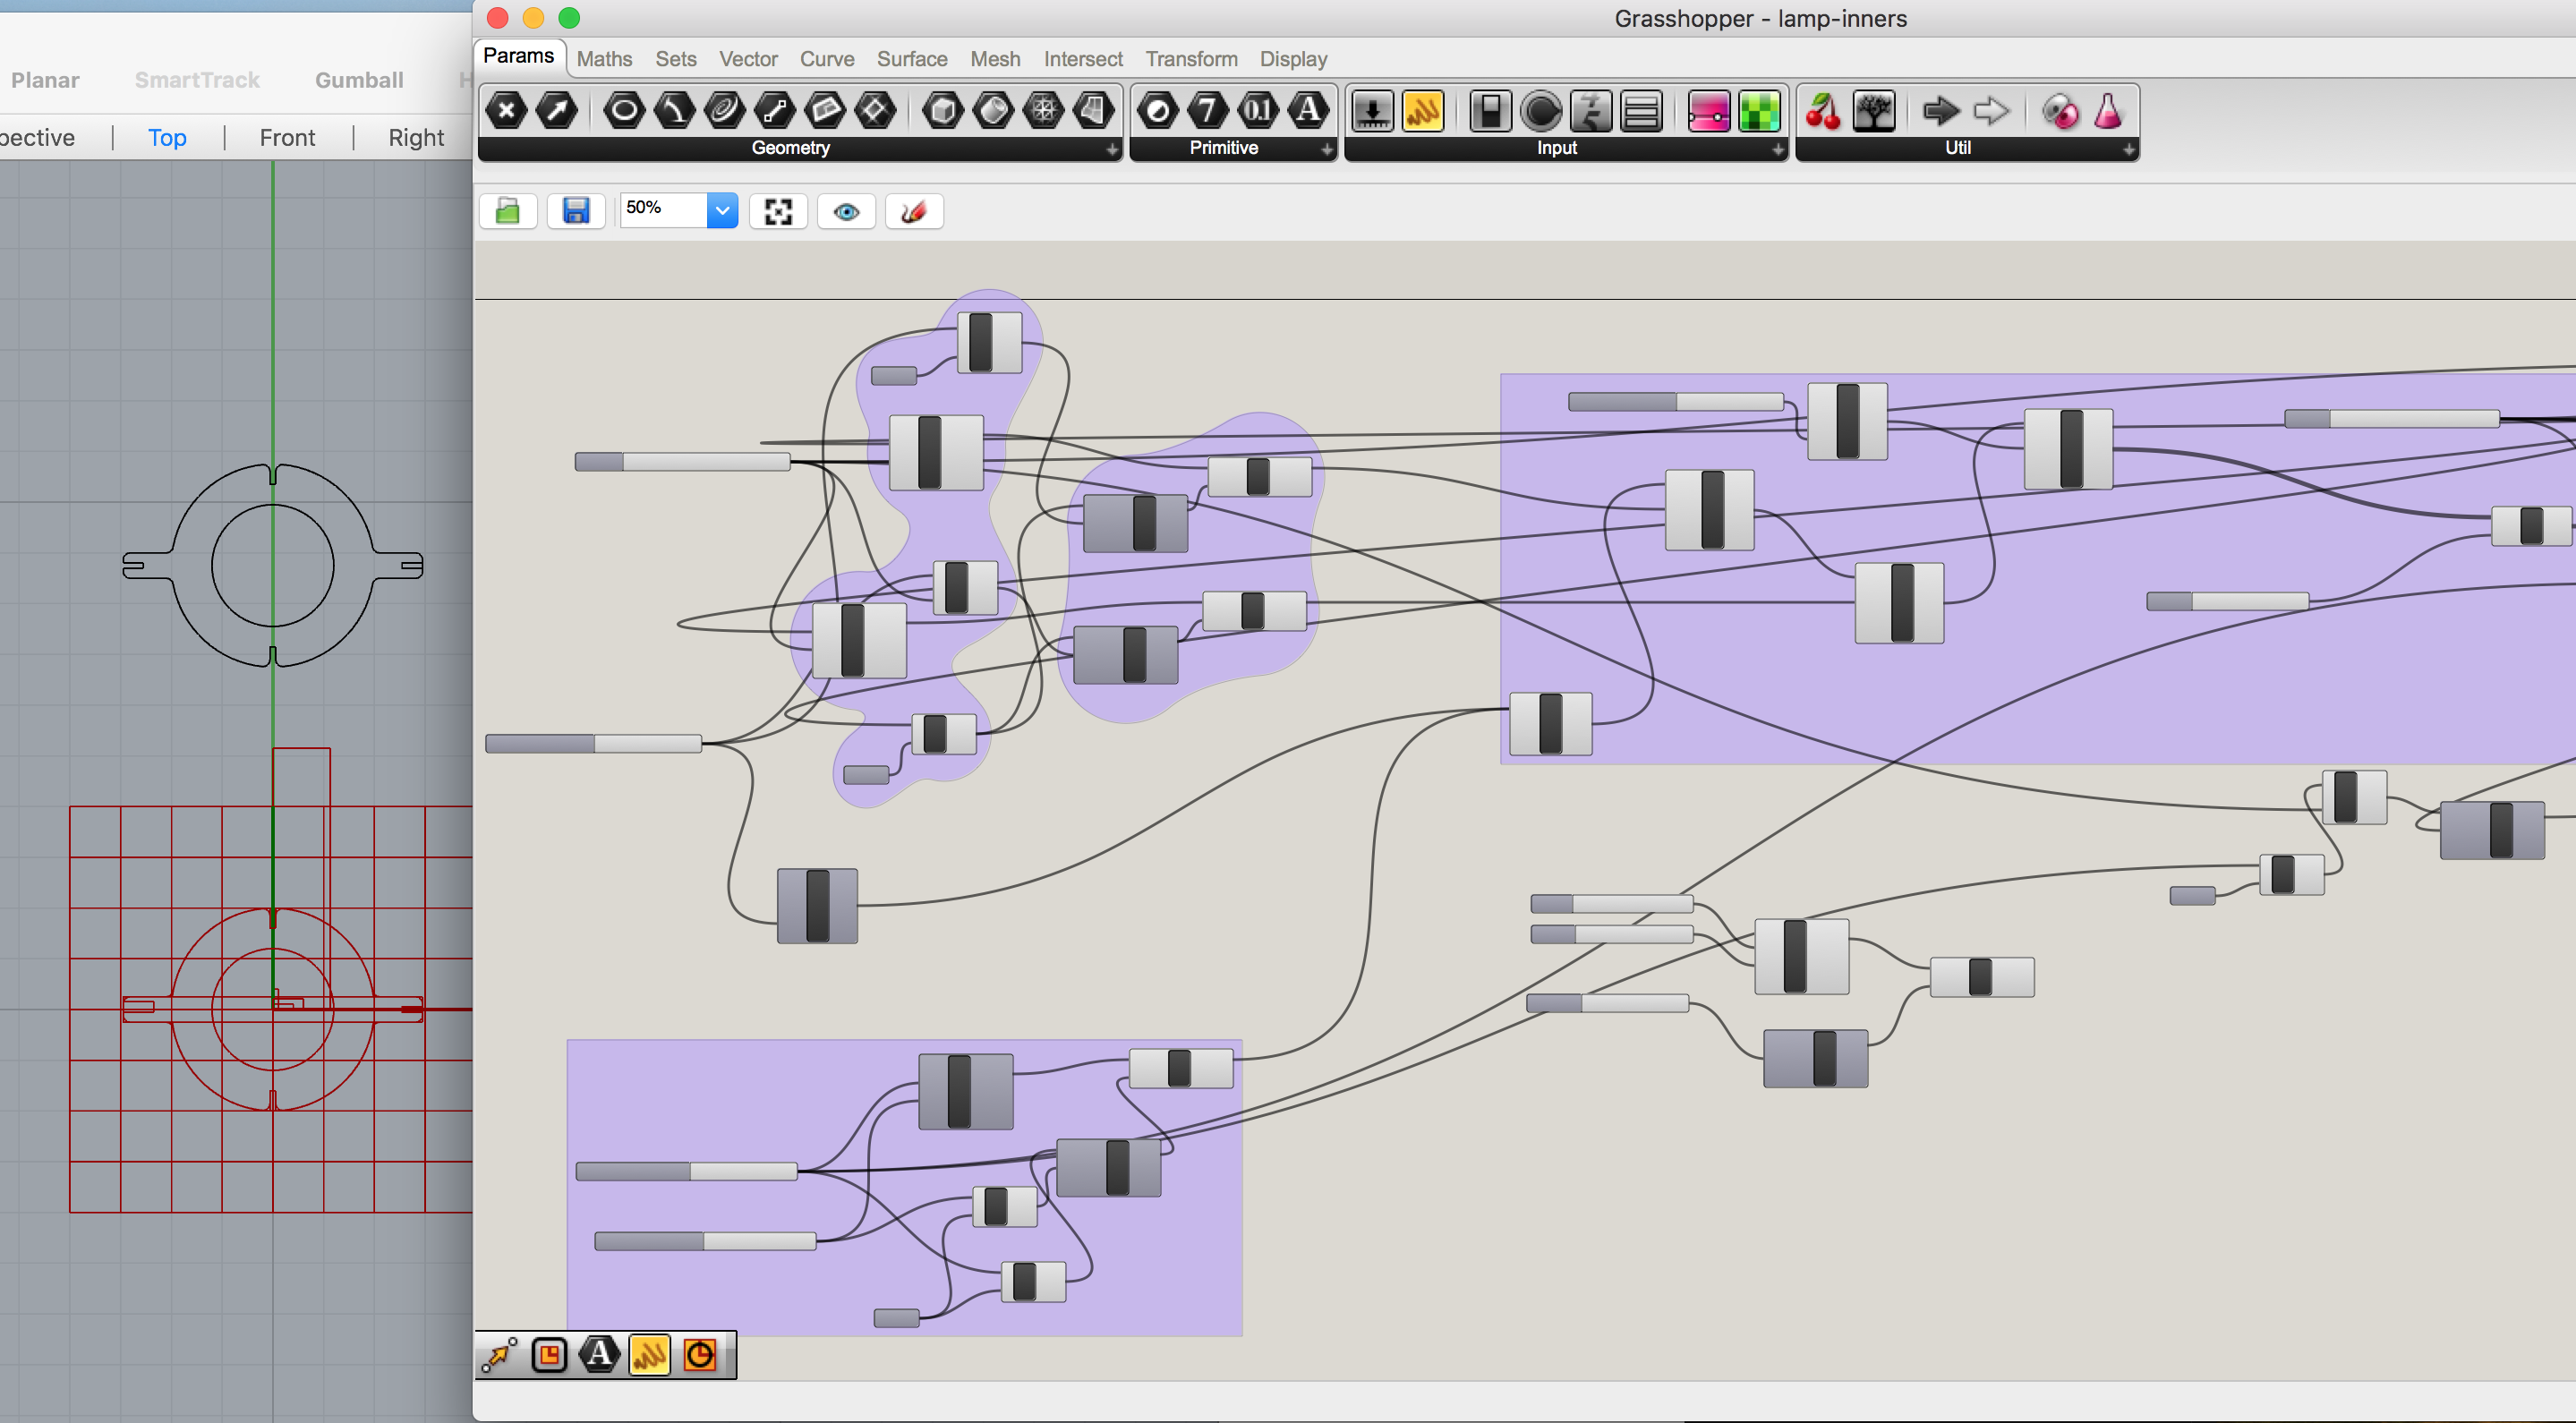 Grasshopper - lamp-inners
Params Maths Sets Vector Curve Surface Mesh Intersect Transform Display
Planar SmartTrack Gumball H
pective | Top | Front | Right
7 0.1 A
Geometry Primitive Input Util
50%
A